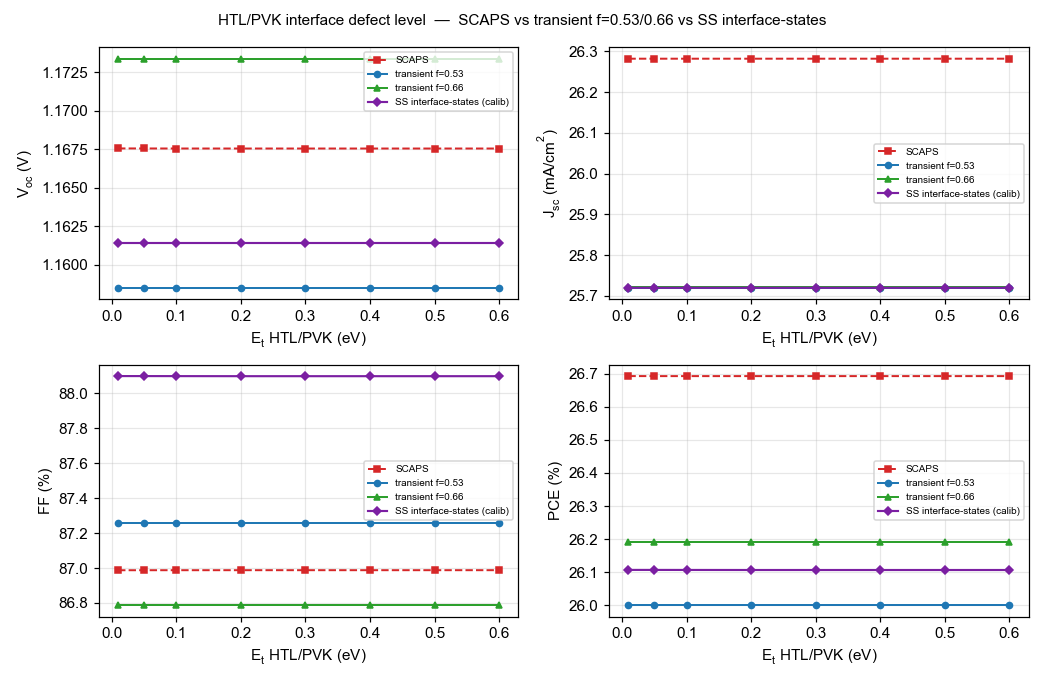 HTL/PVK interface defect level — SCAPS vs transient f=0.53/0.66 vs SS interface-states
V_oc (V)
1.1725
1.1700
1.1675
1.1650
1.1625
1.1600
SCAPS
transient f=0.53
transient f=0.66
SS interface-states (calib)
0.0 0.1 0.2 0.3 0.4 0.5 0.6
E_t HTL/PVK (eV)
J_sc (mA/cm^2)
26.3
26.2
26.1
26.0
25.9
25.8
25.7
SCAPS
transient f=0.53
transient f=0.66
SS interface-states (calib)
0.0 0.1 0.2 0.3 0.4 0.5 0.6
E_t HTL/PVK (eV)
FF (%)
88.0
87.8
87.6
87.4
87.2
87.0
86.8
SCAPS
transient f=0.53
transient f=0.66
SS interface-states (calib)
0.0 0.1 0.2 0.3 0.4 0.5 0.6
E_t HTL/PVK (eV)
PCE (%)
26.7
26.6
26.5
26.4
26.3
26.2
26.1
26.0
SCAPS
transient f=0.53
transient f=0.66
SS interface-states (calib)
0.0 0.1 0.2 0.3 0.4 0.5 0.6
E_t HTL/PVK (eV)